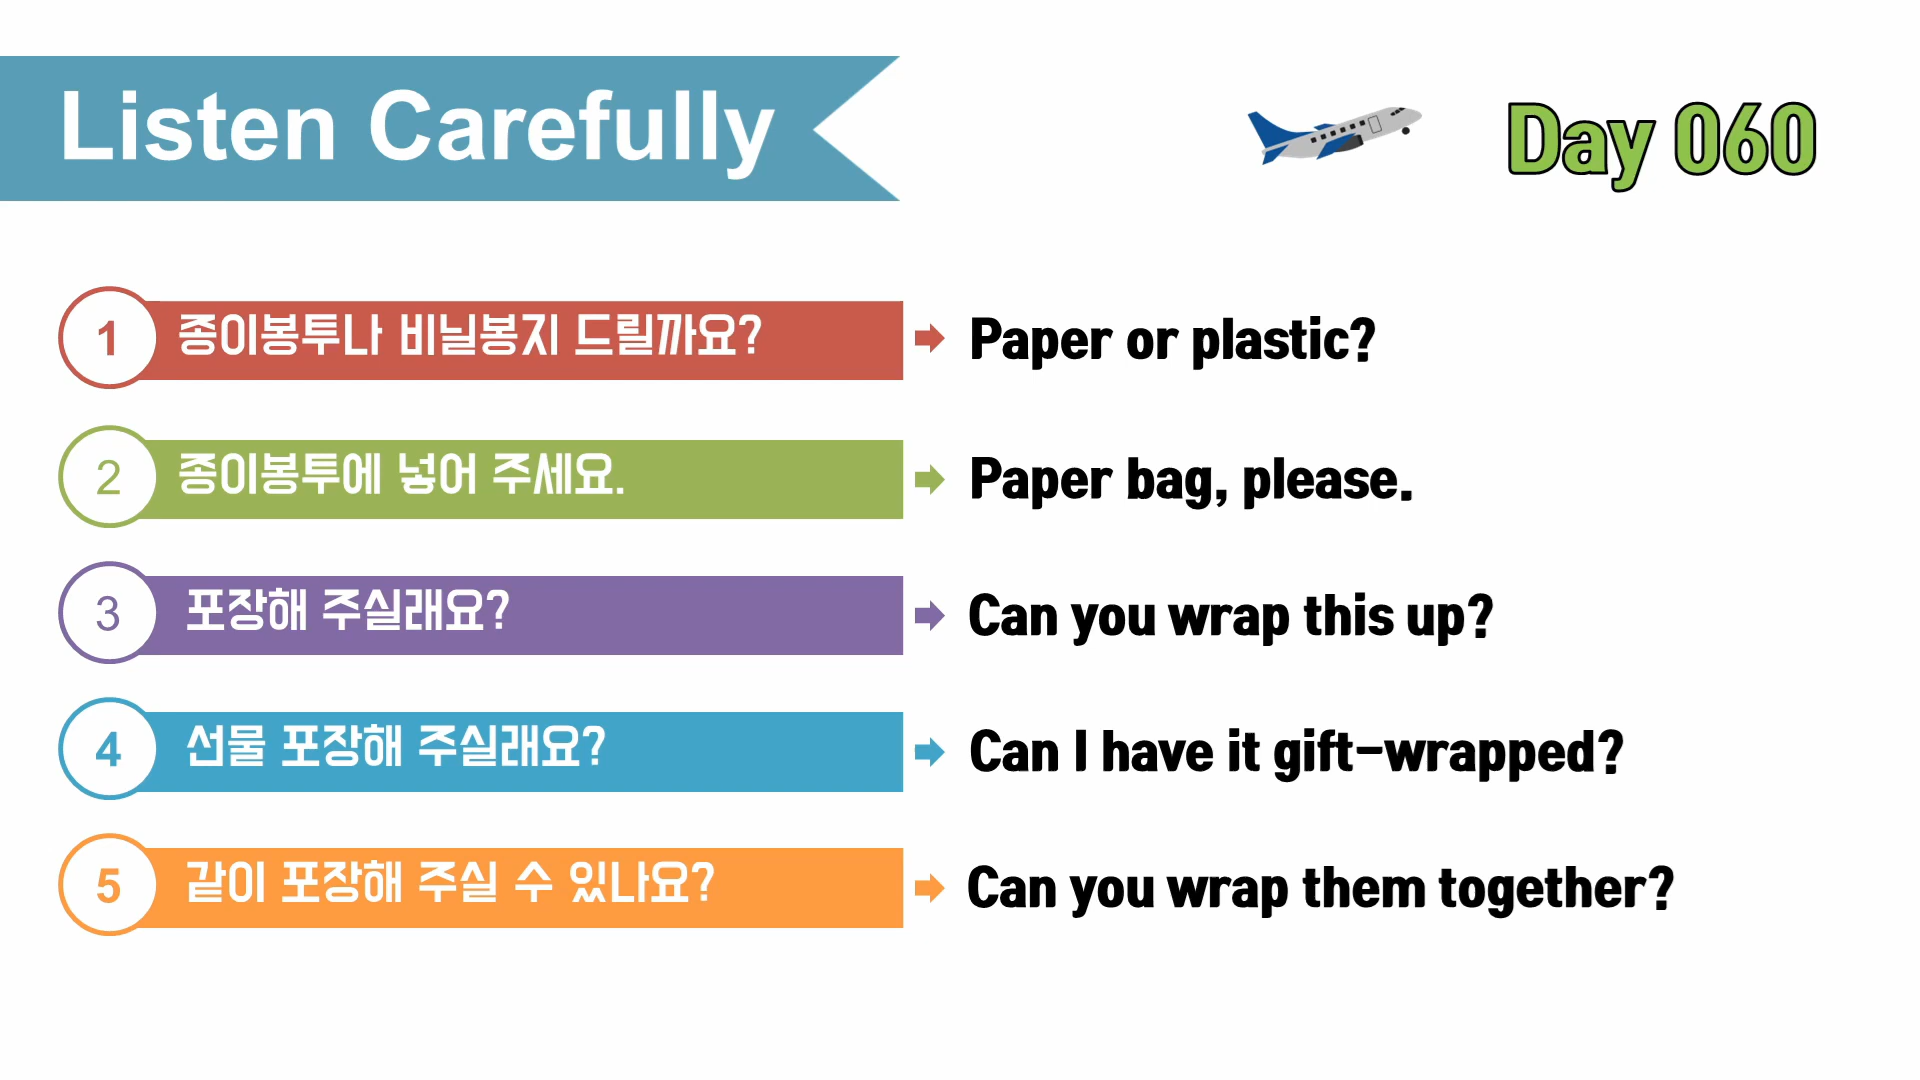 Listen Carefully
Day 060
1 종이봉투나 비닐봉지 드릴까요? Paper or plastic?
2 종이봉투에 넣어 주세요. Paper bag, please.
3 포장해 주실래요? Can you wrap this up?
4 선물 포장해 주실래요? Can I have it gift-wrapped?
5 같이 포장해 주실 수 있나요? Can you wrap them together?